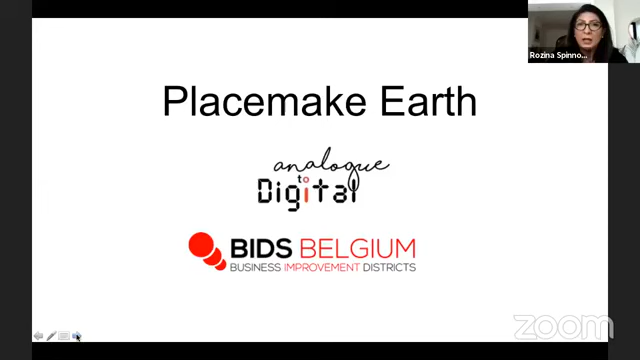 Rozina Spinno...
Placemake Earth
analogue
to
Digital
BIDS BELGIUM
BUSINESS IMPROVEMENT DISTRICTS
zoom